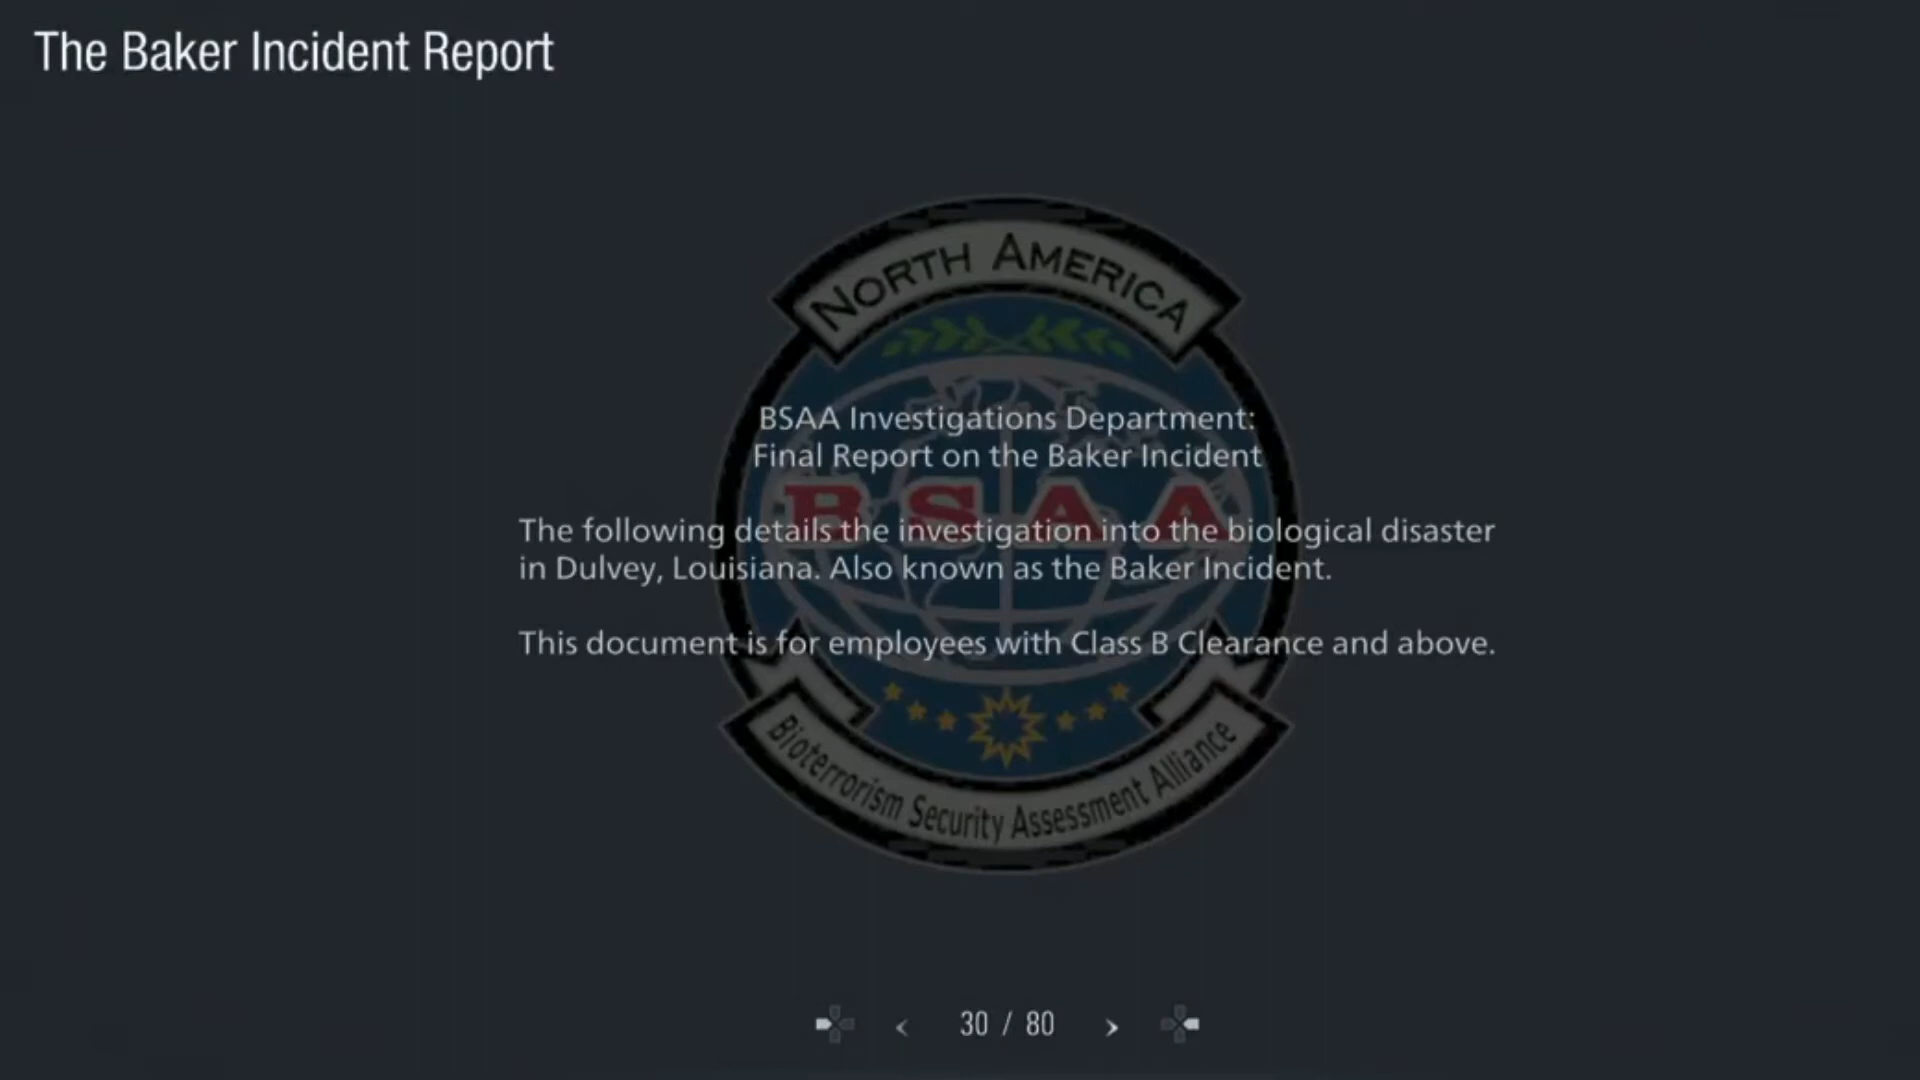 The Baker Incident Report
NORTH AMERICA
BSAA Investigations Department:
Final Report on the Baker Incident
BSAA
The following details the investigation into the biological disaster
in Dulvey, Louisiana. Also known as the Baker Incident.
This document is for employees with Class B Clearance and above.
Bioterrorism Security Assessment Alliance
< 30 / 80 >